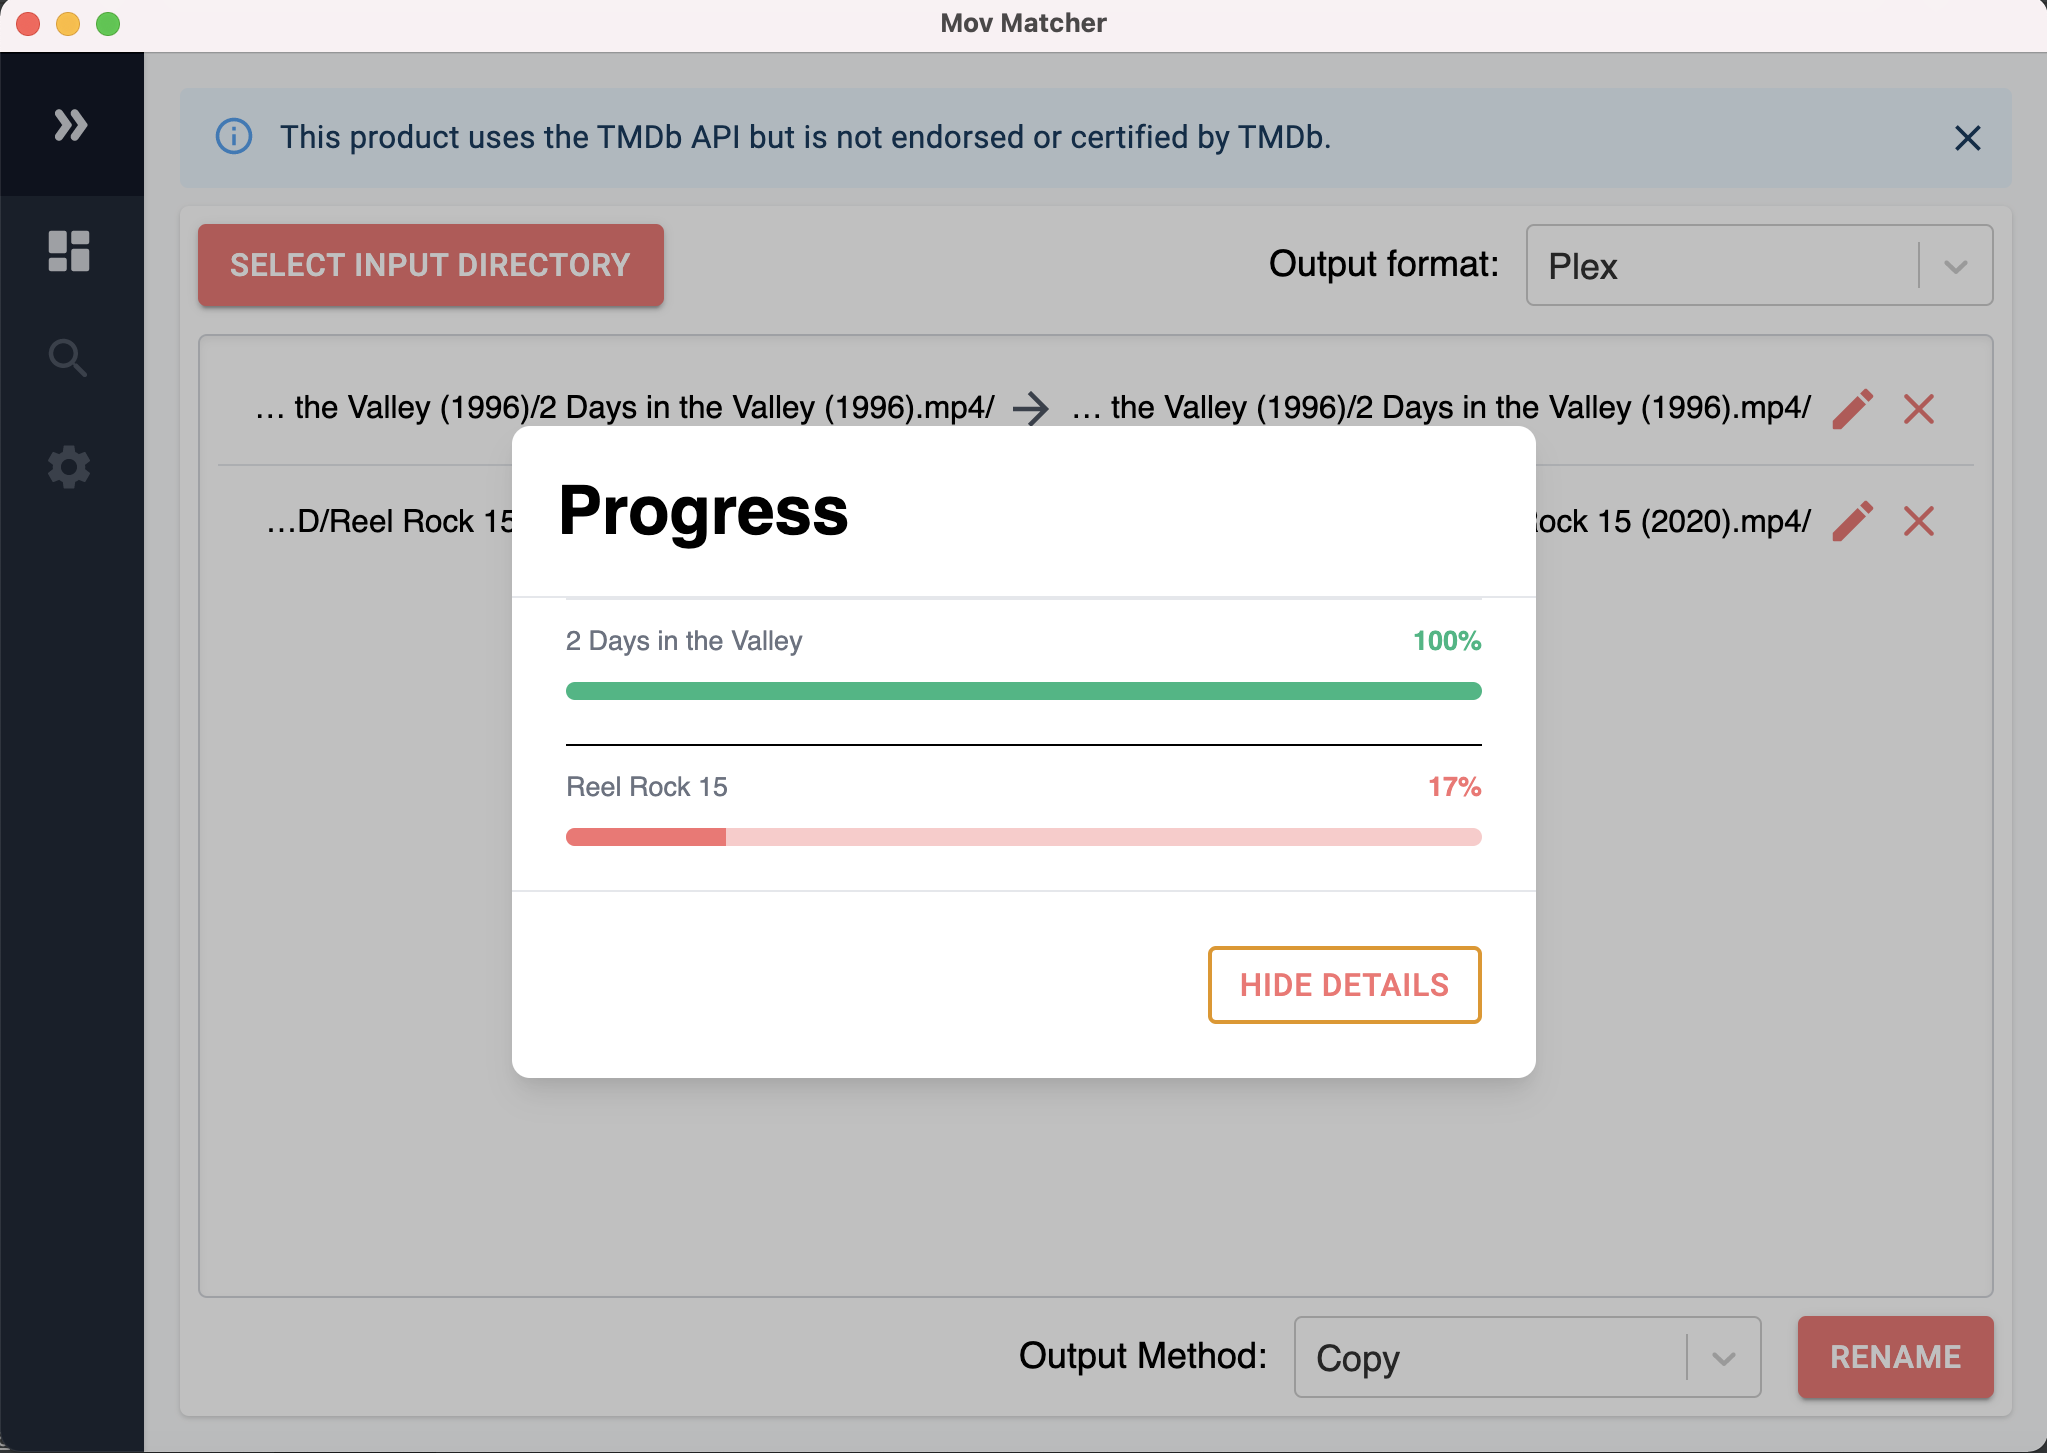 Mov Matcher
This product uses the TMDb API but is not endorsed or certified by TMDb.
SELECT INPUT DIRECTORY
Output format:
Plex
... the Valley (1996)/2 Days in the Valley (1996).mp4/
... the Valley (1996)/2 Days in the Valley (1996).mp4/
...D/Reel Rock 15
ock 15 (2020).mp4/
Progress
2 Days in the Valley
100%
Reel Rock 15
17%
HIDE DETAILS
Output Method:
Copy
RENAME